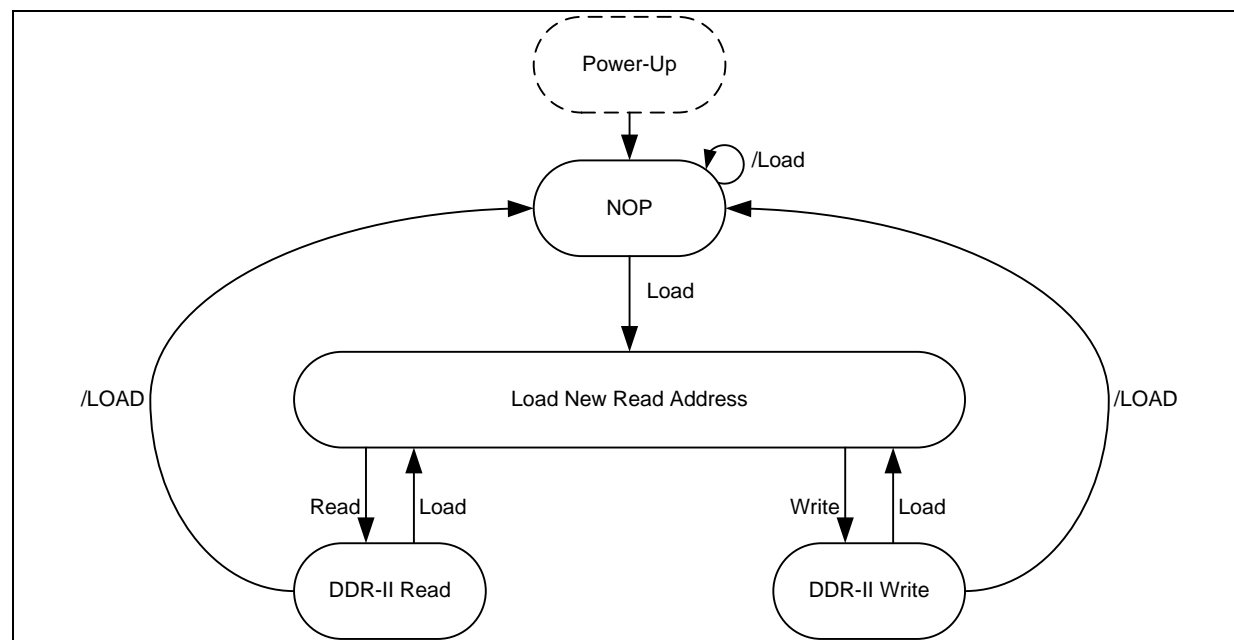 Power-Up
/Load
NOP
Load
/LOAD
Load New Read Address
/LOAD
Read
Load
Write
Load
DDR-II Read
DDR-II Write